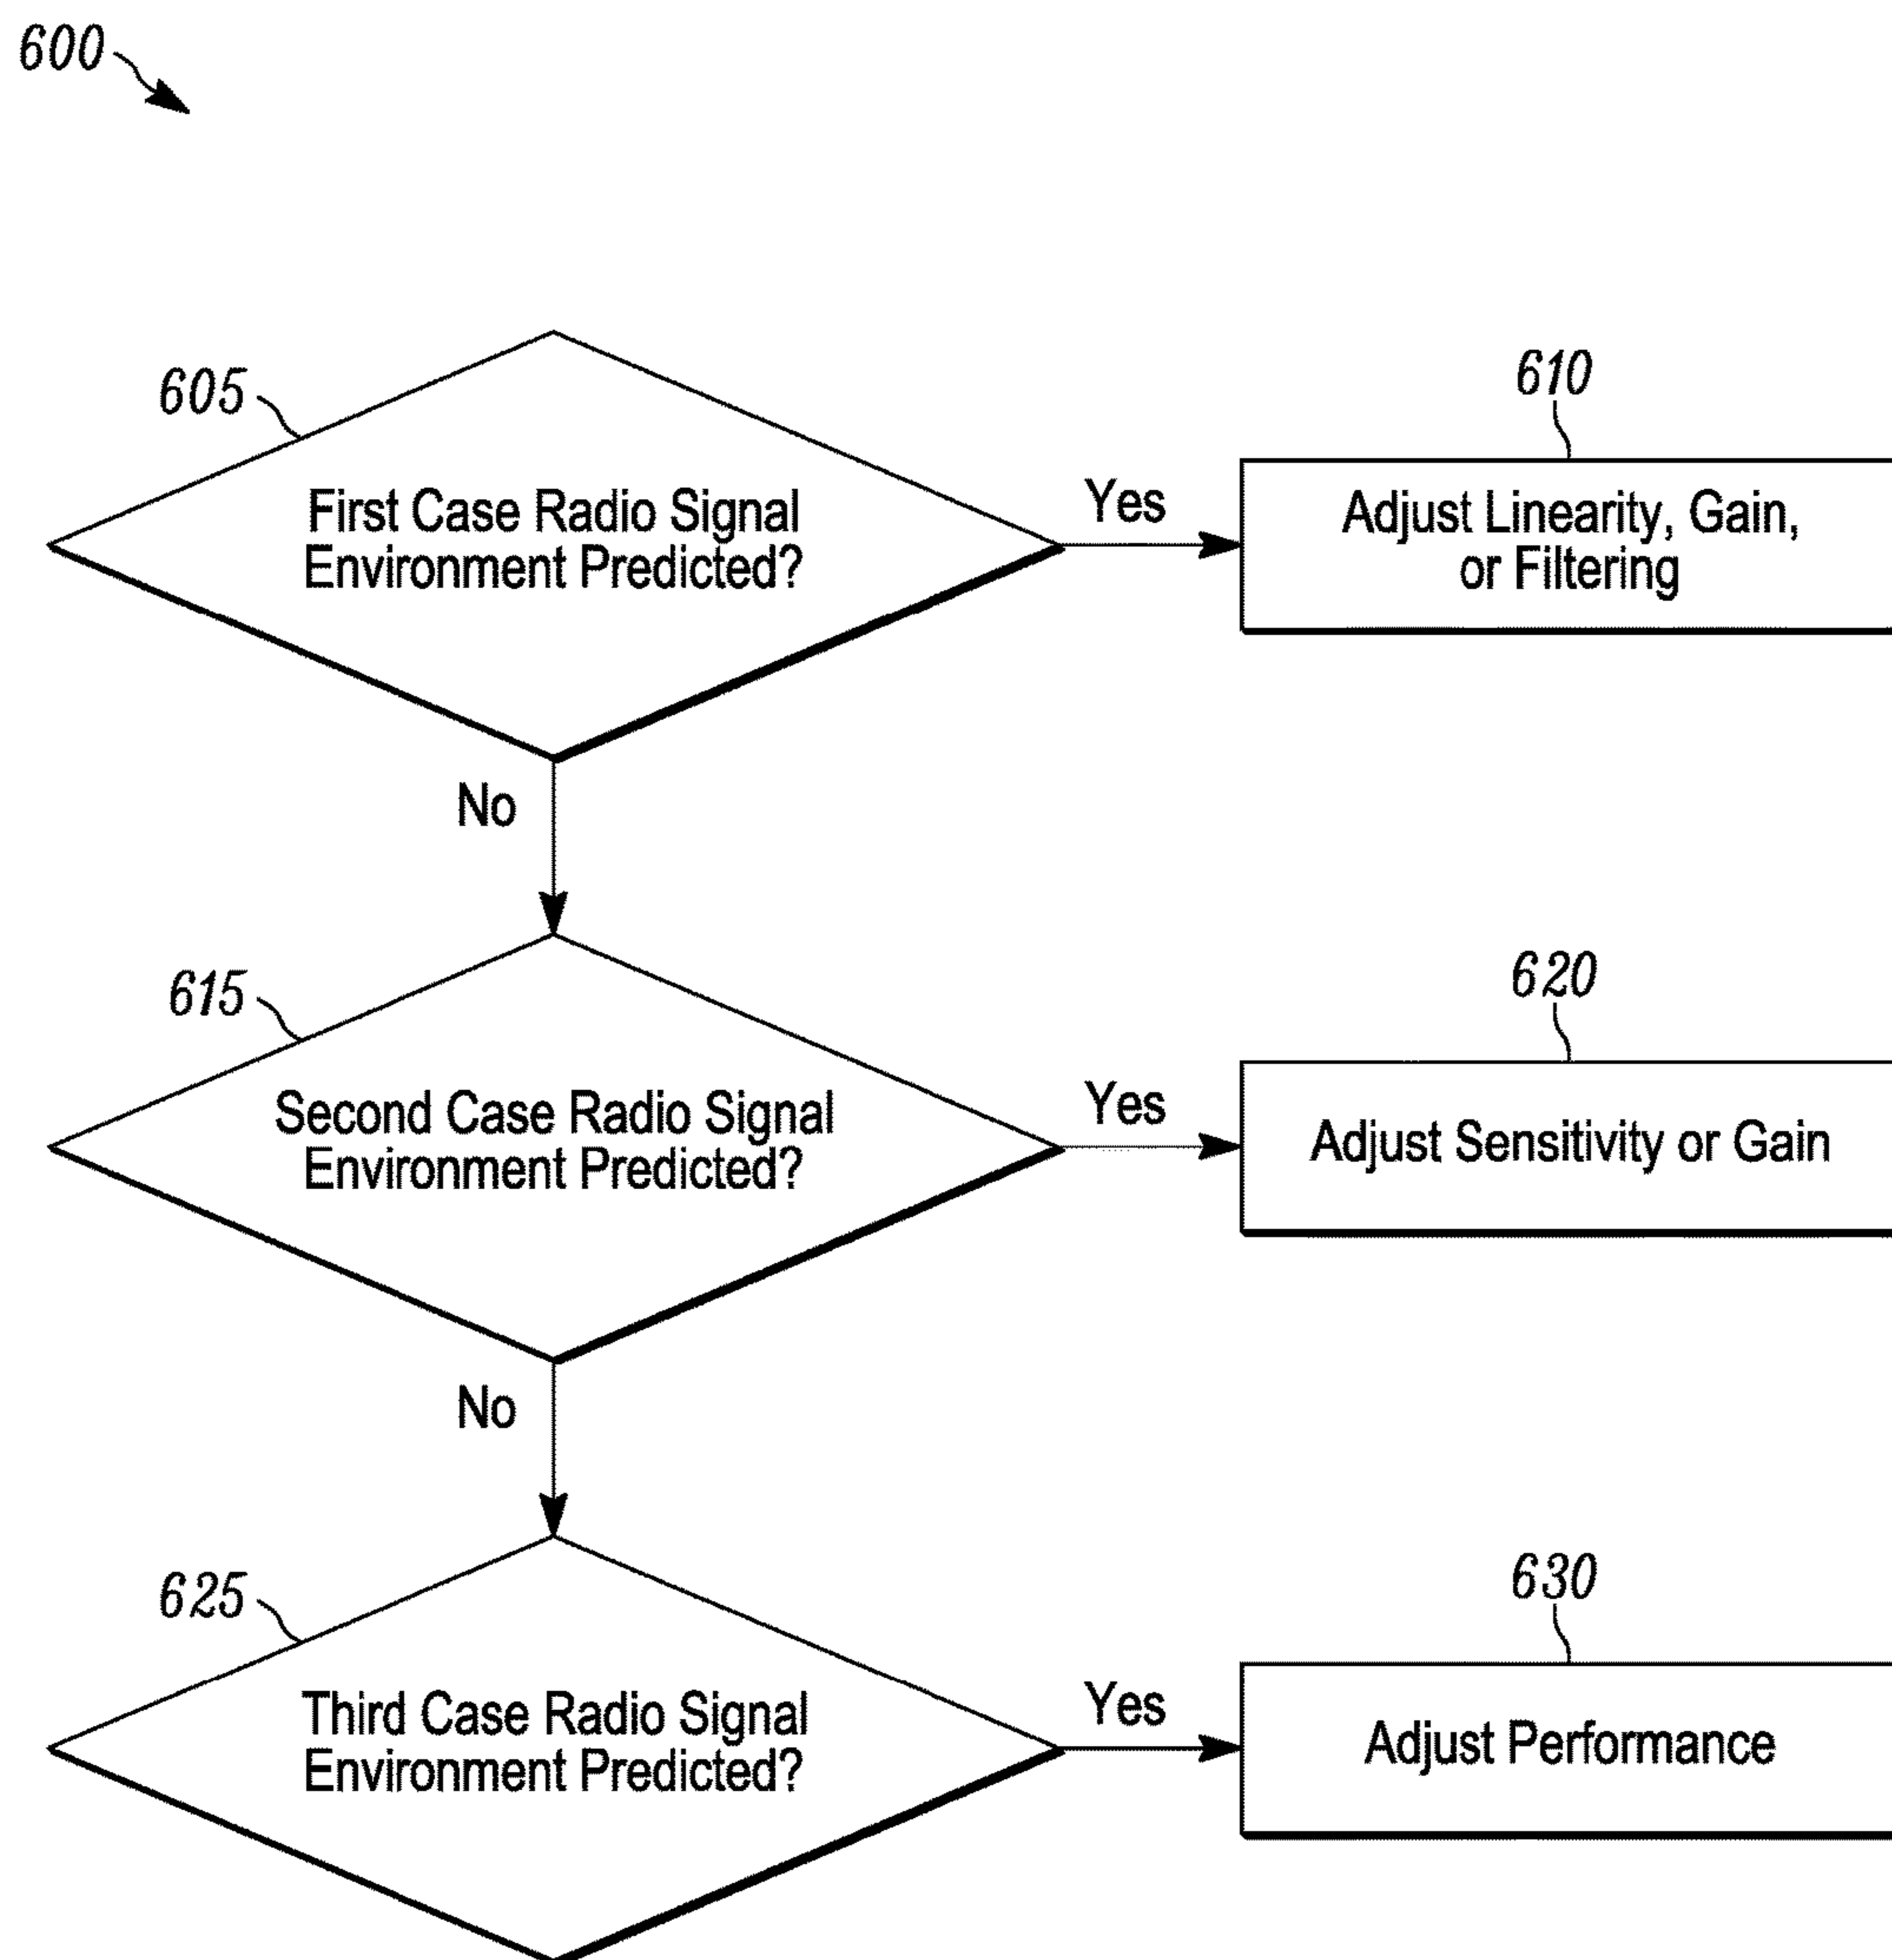 600
605
First Case Radio Signal
Environment Predicted?
Yes
610
Adjust Linearity, Gain,
or Filtering
No
615
Second Case Radio Signal
Environment Predicted?
Yes
620
Adjust Sensitivity or Gain
No
625
Third Case Radio Signal
Environment Predicted?
Yes
630
Adjust Performance